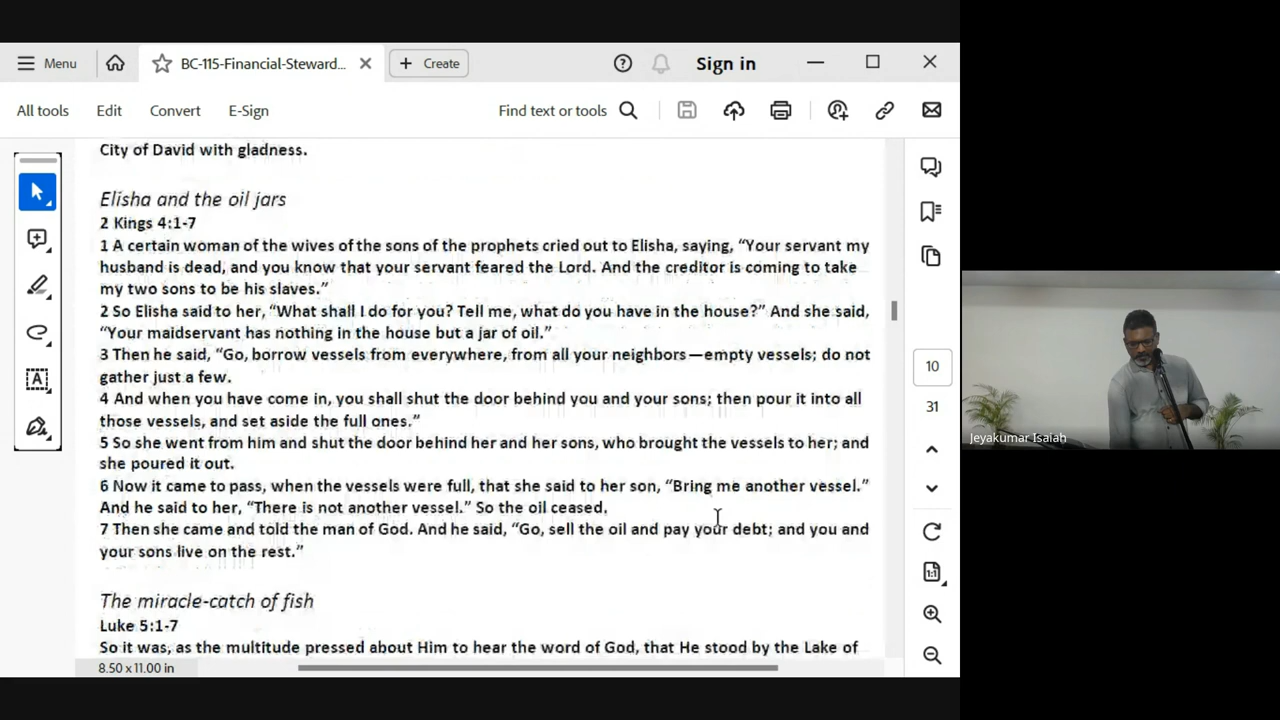 Menu
BC-115-Financial-Steward...
Create
Sign in
All tools
Edit
Convert
E-Sign
Find text or tools
City of David with gladness.
Elisha and the oil jars
2 Kings 4:1-7
1 A certain woman of the wives of the sons of the prophets cried out to Elisha, saying, “Your servant my
husband is dead, and you know that your servant feared the Lord. And the creditor is coming to take
my two sons to be his slaves.”
2 So Elisha said to her, “What shall I do for you? Tell me, what do you have in the house?” And she said,
“Your maidservant has nothing in the house but a jar of oil.”
3 Then he said, “Go, borrow vessels from everywhere, from all your neighbors—empty vessels; do not
gather just a few.
4 And when you have come in, you shall shut the door behind you and your sons; then pour it into all
those vessels, and set aside the full ones.”
5 So she went from him and shut the door behind her and her sons, who brought the vessels to her; and
she poured it out.
6 Now it came to pass, when the vessels were full, that she said to her son, “Bring me another vessel.”
And he said to her, “There is not another vessel.” So the oil ceased.
7 Then she came and told the man of God. And he said, “Go, sell the oil and pay your debt; and you and
your sons live on the rest.”
The miracle-catch of fish
Luke 5:1-7
So it was, as the multitude pressed about Him to hear the word of God, that He stood by the Lake of
8.50 x 11.00 in
10
31
1:1
Jeyakumar Isaiah